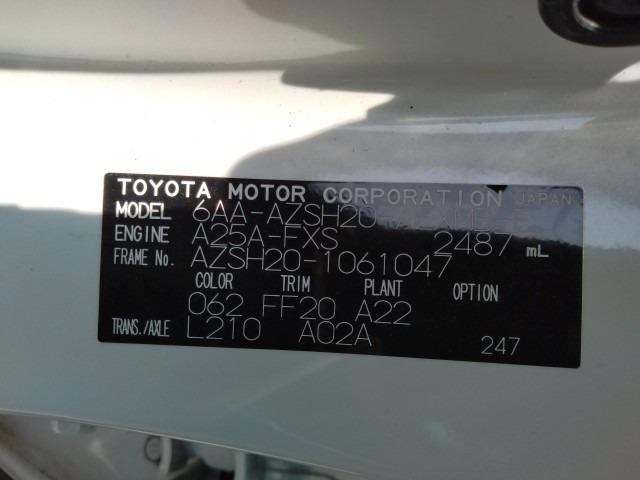 TOYOTA MOTOR CORPORATION JAPAN
MODEL 6AA-AZSH20-
ENGINE A25A-FXS 2487 mL
FRAME No. AZSH20-1061047
COLOR TRIM PLANT OPTION
062 FF20 A22
TRANS./AXLE L210 A02A 247